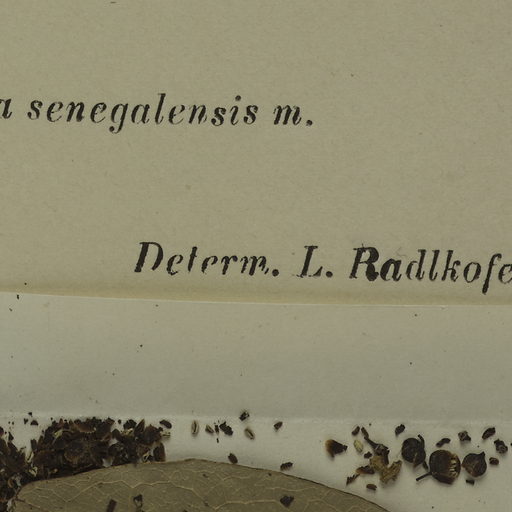 a senegalensis m.
Determ. L. Radlkofe